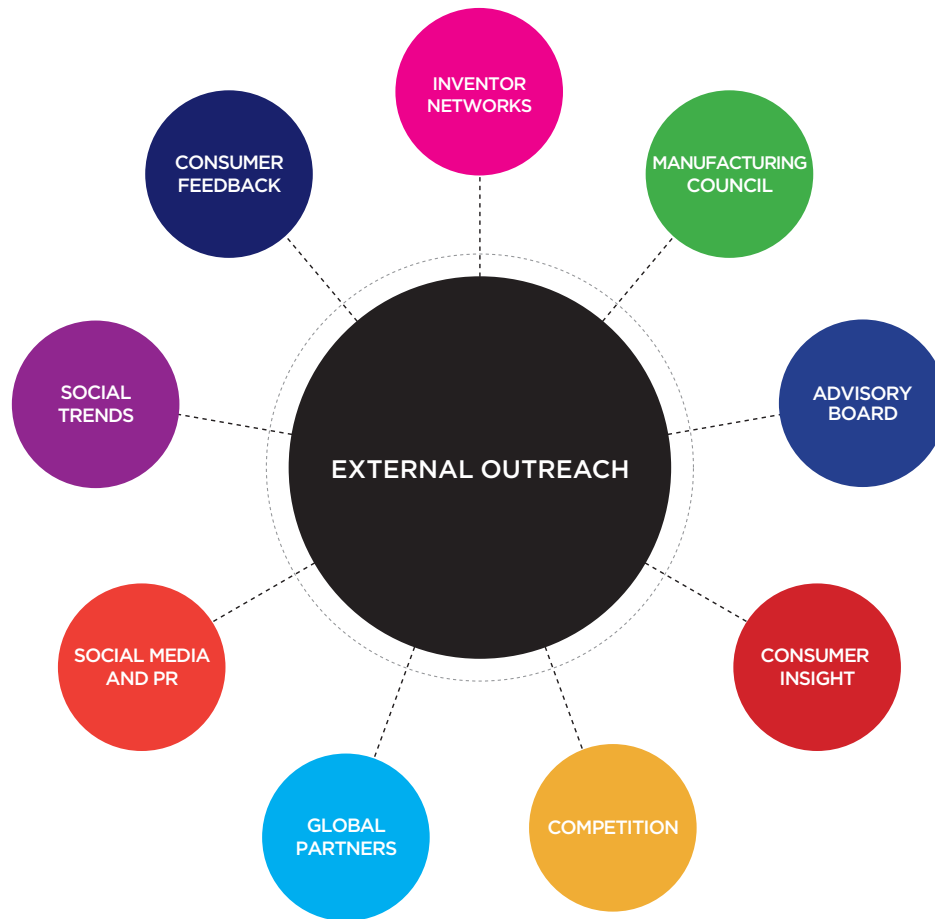 INVENTOR
NETWORKS
MANUFACTURING
COUNCIL
ADVISORY
BOARD
CONSUMER
INSIGHT
COMPETITION
GLOBAL
PARTNERS
SOCIAL MEDIA
AND PR
SOCIAL
TRENDS
CONSUMER
FEEDBACK
EXTERNAL OUTREACH